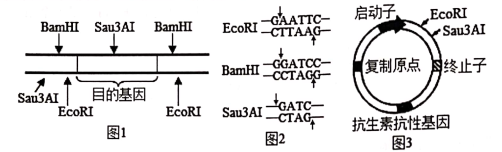 BamHI Sau3AI BamHI
Sau3AI
EcoRI
目的基因
EcoRI
图1
EcoRI
GAATTC
CTTAAG
BamHI
GGATCC
CCTAGG
Sau3AI
GATC
CTAG
图2
启动子
EcoRI
Sau3AI
复制原点
终止子
抗生素抗性基因
图3